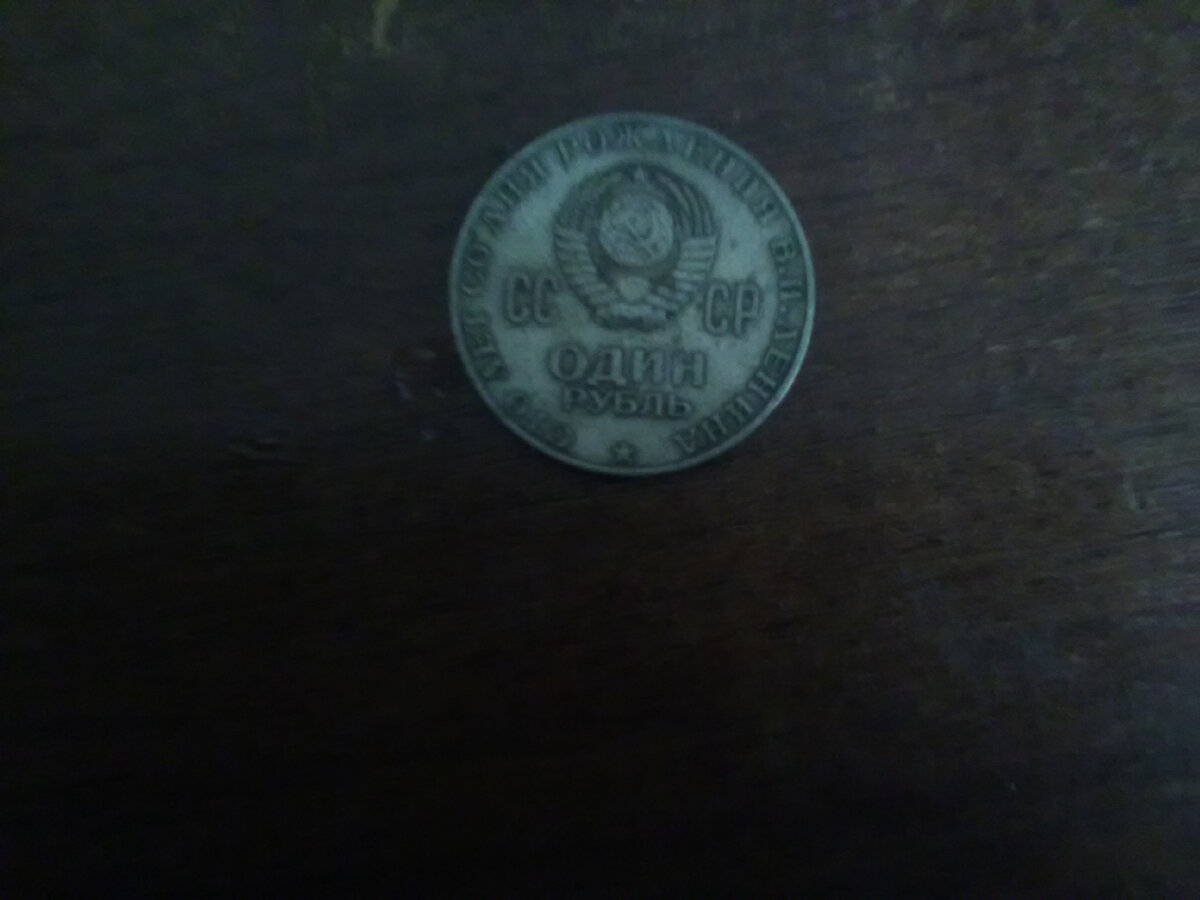 СТО ЛЕТ СО ДНЯ РОЖДЕНИЯ В.И.ЛЕНИНА
СС СР
ОДИН
РУБЛЬ